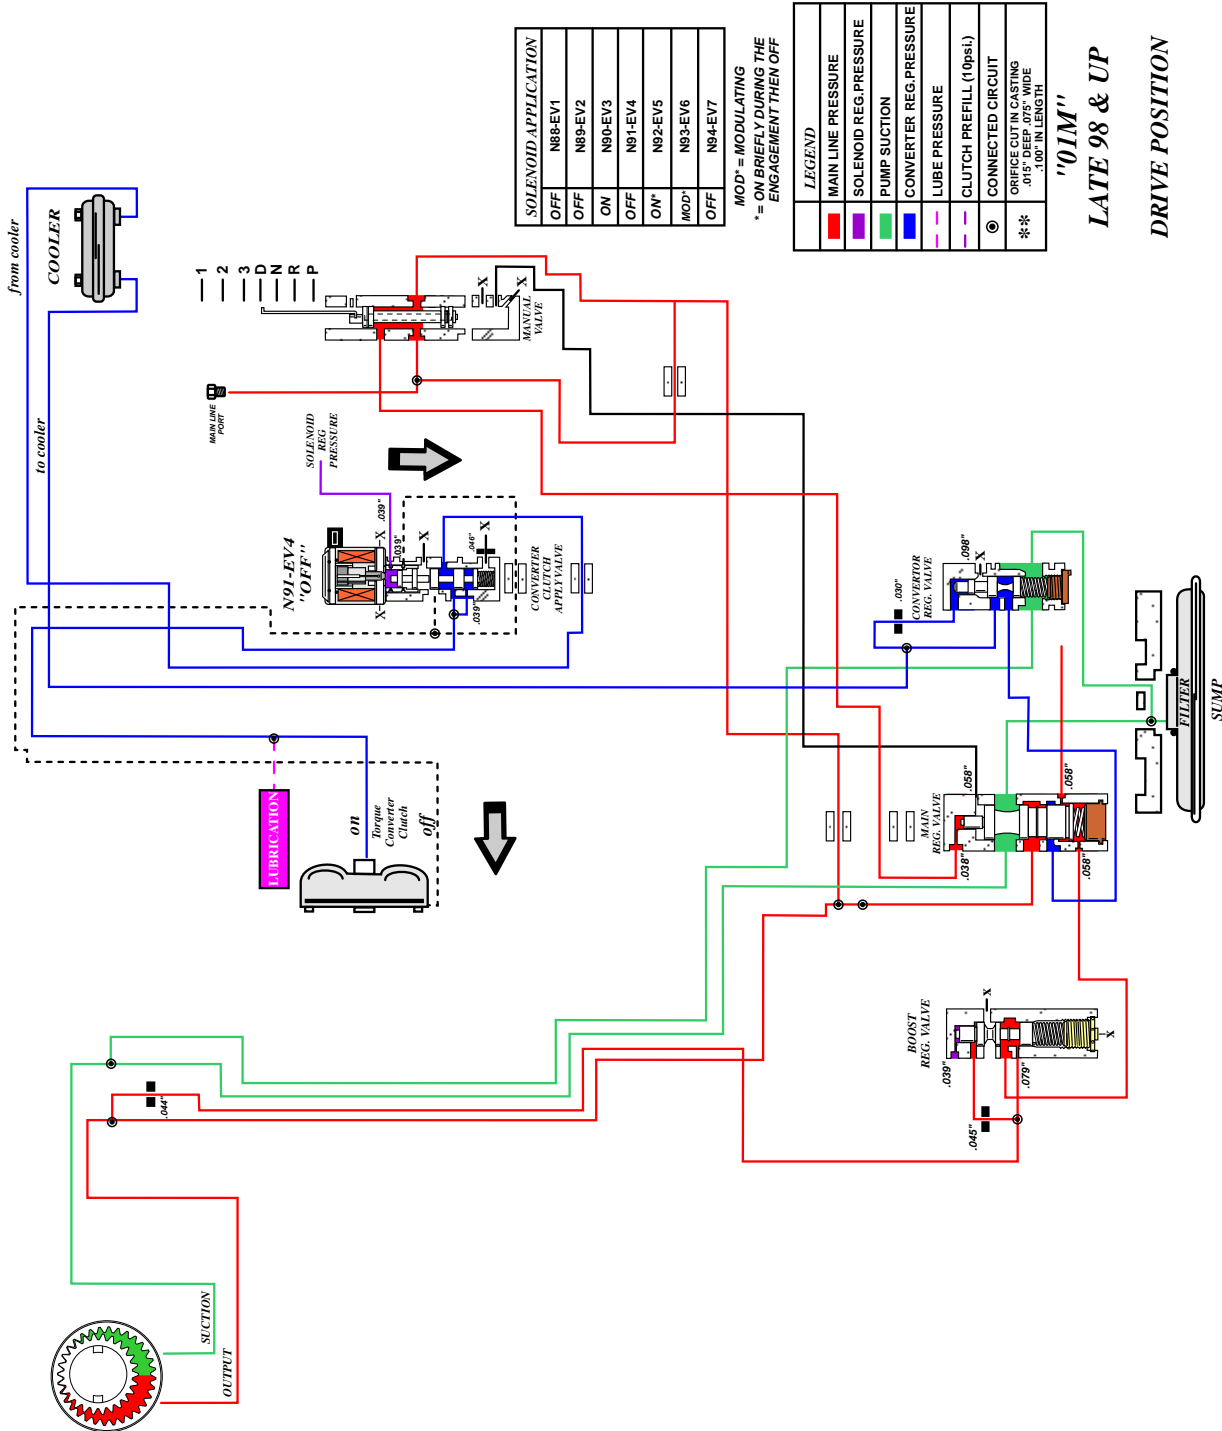 "01M"
LATE 98 & UP
DRIVE POSITION
SOLENOID APPLICATION
OFF N88-EV1
OFF N89-EV2
ON N90-EV3
OFF N91-EV4
ON* N92-EV5
MOD* N93-EV6
OFF N94-EV7
MOD* = MODULATING
* = ON BRIEFLY DURING THE
ENGAGEMENT THEN OFF
LEGEND
MAIN LINE PRESSURE
SOLENOID REG.PRESSURE
PUMP SUCTION
CONVERTER REG.PRESSURE
LUBE PRESSURE
CLUTCH PREFILL (10psi.)
CONNECTED CIRCUIT
** ORIFICE CUT IN CASTING
.015" DEEP .075" WIDE
.100" IN LENGTH
from cooler
COOLER
to cooler
1
2
3
D
N
R
P
X
X
MANUAL
VALVE
MAIN LINE
PORT
SOLENOID
REG
PRESSURE
N91-EV4
"OFF"
X
X
.039"
.039"
X
.046"
X
.039"
CONVERTER
CLUTCH
APPLY VALVE
.098"
X
.030"
CONVERTOR
REG. VALVE
FILTER
SUMP
.058"
.058"
MAIN
REG. VALVE
.038"
.058"
LUBRICATION
on
Torque
Converter
Clutch
off
BOOST
REG. VALVE
X
X
.039"
.079"
.045"
.044"
SUCTION
OUTPUT